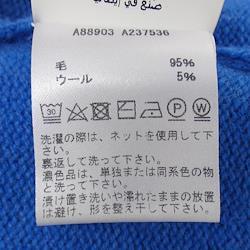 صنع في إيطاليا
A88903 A237536
毛 95%
ウール 5%
30 P W
洗濯の際は、ネットを使用して下
さい。
裏返して洗って下さい。
濃色品は、単独または同系色の物
と洗って下さい。
漬け置き洗いや濡れたままの放置
は避け、形を整え干して下さい。